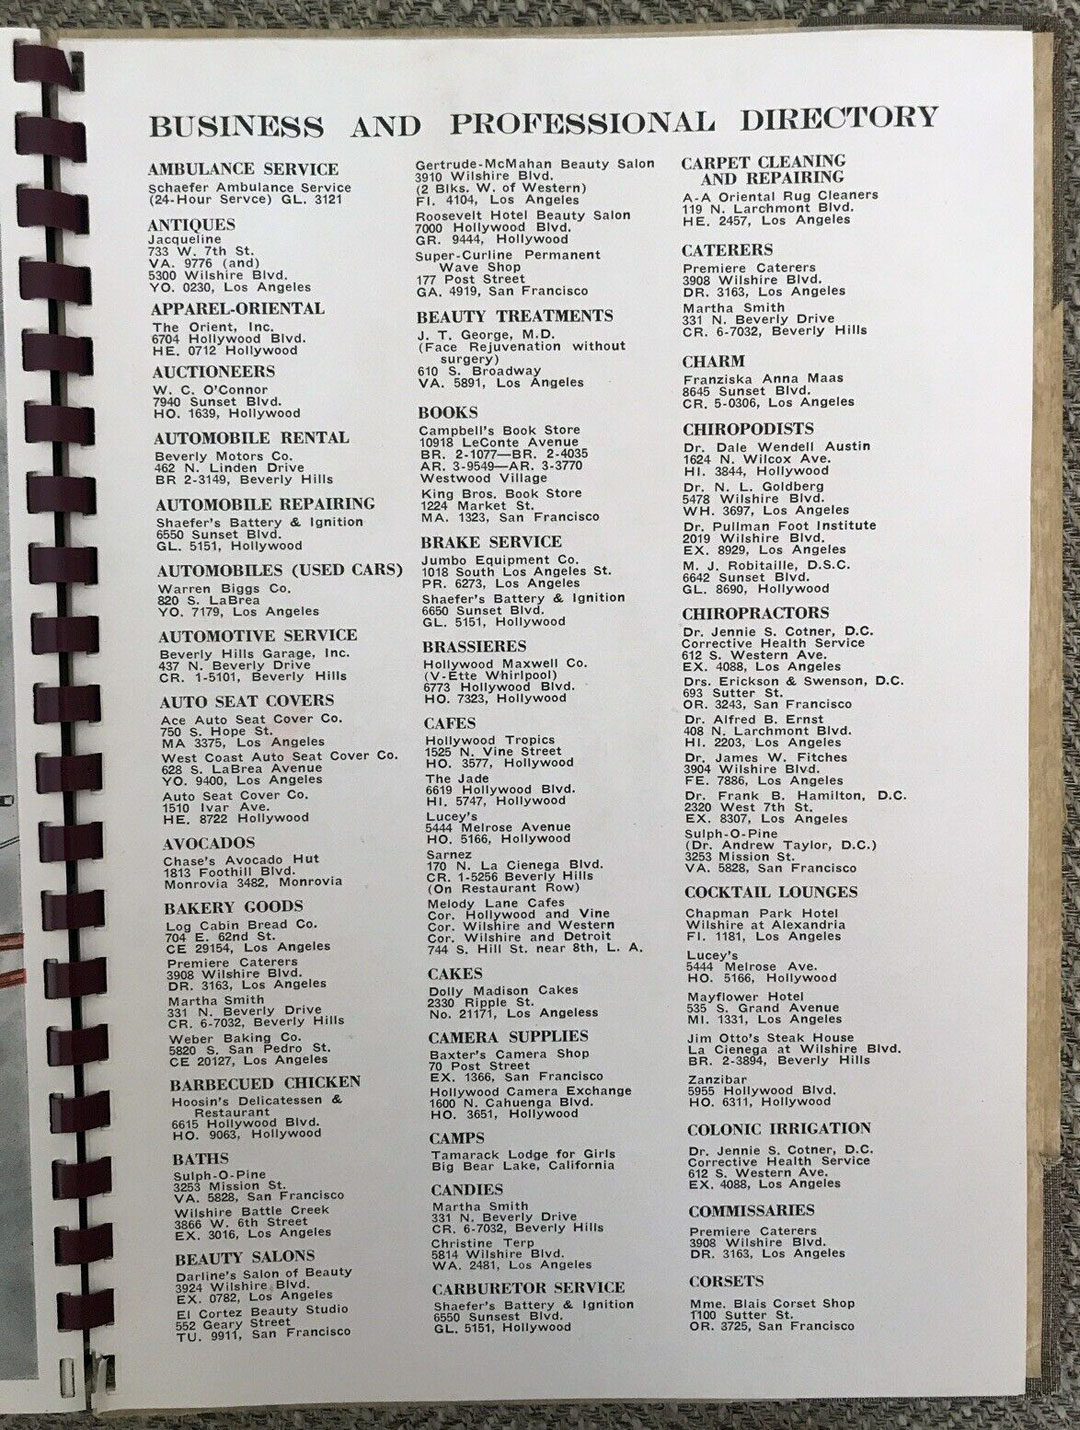 BUSINESS AND PROFESSIONAL DIRECTORY
AMBULANCE SERVICE
Schaefer Ambulance Service
(24-Hour Servce) GL. 3121
ANTIQUES
Jacqueline
733 W. 7th St.
VA. 9776 (and)
5300 Wilshire Blvd.
YO. 0230, Los Angeles
APPAREL-ORIENTAL
The Orient, Inc.
6704 Hollywood Blvd.
HE. 0712 Hollywood
AUCTIONEERS
W. C. O'Connor
7940 Sunset Blvd.
HO. 1639, Hollywood
AUTOMOBILE RENTAL
Beverly Motors Co.
462 N. Linden Drive
BR 2-3149, Beverly Hills
AUTOMOBILE REPAIRING
Shaefer's Battery & Ignition
6550 Sunset Blvd.
GL. 5151, Hollywood
AUTOMOBILES (USED CARS)
Warren Biggs Co.
820 S. LaBrea
YO. 7179, Los Angeles
AUTOMOTIVE SERVICE
Beverly Hills Garage, Inc.
437 N. Beverly Drive
CR. 1-5101, Beverly Hills
AUTO SEAT COVERS
Ace Auto Seat Cover Co.
750 S. Hope St.
MA 3375, Los Angeles
West Coast Auto Seat Cover Co.
628 S. LaBrea Avenue
YO. 9400, Los Angeles
Auto Seat Cover Co.
1510 Ivar Ave.
HE. 8722 Hollywood
AVOCADOS
Chase's Avocado Hut
1813 Foothill Blvd.
Monrovia 3482, Monrovia
BAKERY GOODS
Log Cabin Bread Co.
704 E. 62nd St.
CE 29154, Los Angeles
Premiere Caterers
3908 Wilshire Blvd.
DR. 3163, Los Angeles
Martha Smith
331 N. Beverly Drive
CR. 6-7032, Beverly Hills
Weber Baking Co.
5820 S. San Pedro St.
CE 20127, Los Angeles
BARBECUED CHICKEN
Hoosin's Delicatessen &
Restaurant
6615 Hollywood Blvd.
HO. 9063, Hollywood
BATHS
Sulph-O-Pine
3253 Mission St.
VA. 5828, San Francisco
Wilshire Battle Creek
3866 W. 6th Street
EX. 3016, Los Angeles
BEAUTY SALONS
Darline's Salon of Beauty
3924 Wilshire Blvd.
EX. 0782, Los Angeles
El Cortez Beauty Studio
552 Geary Street
TU. 9911, San Francisco
Gertrude-McMahan Beauty Salon
3910 Wilshire Blvd.
(2 Blks. W. of Western)
FI. 4104, Los Angeles
Roosevelt Hotel Beauty Salon
7000 Hollywood Blvd.
GR. 9444, Hollywood
Super-Curline Permanent
Wave Shop
177 Post Street
GA. 4919, San Francisco
BEAUTY TREATMENTS
J. T. George, M.D.
(Face Rejuvenation without
surgery)
610 S. Broadway
VA. 5891, Los Angeles
BOOKS
Campbell's Book Store
10918 LeConte Avenue
BR. 2-1077—BR. 2-4035
AR. 3-9549—AR. 3-3770
Westwood Village
King Bros. Book Store
1224 Market St.
MA. 1323, San Francisco
BRAKE SERVICE
Jumbo Equipment Co.
1018 South Los Angeles St.
PR. 6273, Los Angeles
Shaefer's Battery & Ignition
6650 Sunset Blvd.
GL. 5151, Hollywood
BRASSIERES
Hollywood Maxwell Co.
(V-Ette Whirlpool)
6773 Hollywood Blvd.
HO. 7323, Hollywood
CAFES
Hollywood Tropics
1525 N. Vine Street
HO. 3577, Hollywood
The Jade
6619 Hollywood Blvd.
HI. 5747, Hollywood
Lucey's
5444 Melrose Avenue
HO. 5166, Hollywood
Sarnez
170 N. La Cienega Blvd.
CR. 1-5256 Beverly Hills
(On Restaurant Row)
Melody Lane Cafes
Cor. Hollywood and Vine
Cor. Wilshire and Western
Cor. Wilshire and Detroit
744 S. Hill St. near 8th, L. A.
CAKES
Dolly Madison Cakes
2330 Ripple St.
No. 21171, Los Angeless
CAMERA SUPPLIES
Baxter's Camera Shop
70 Post Street
EX. 1366, San Francisco
Hollywood Camera Exchange
1600 N. Cahuenga Blvd.
HO. 3651, Hollywood
CAMPS
Tamarack Lodge for Girls
Big Bear Lake, California
CANDIES
Martha Smith
331 N. Beverly Drive
CR. 6-7032, Beverly Hills
Christine Terp
5814 Wilshire Blvd.
WA. 2481, Los Angeles
CARBURETOR SERVICE
Shaefer's Battery & Ignition
6550 Sunsest Blvd.
GL. 5151, Hollywood
CARPET CLEANING
AND REPAIRING
A-A Oriental Rug Cleaners
119 N. Larchmont Blvd.
HE. 2457, Los Angeles
CATERERS
Premiere Caterers
3908 Wilshire Blvd.
DR. 3163, Los Angeles
Martha Smith
331 N. Beverly Drive
CR. 6-7032, Beverly Hills
CHARM
Franziska Anna Maas
8645 Sunset Blvd.
CR. 5-0306, Los Angeles
CHIROPODISTS
Dr. Dale Wendell Austin
1624 N. Wilcox Ave.
HI. 3844, Hollywood
Dr. N. L. Goldberg
5478 Wilshire Blvd.
WH. 3697, Los Angeles
Dr. Pullman Foot Institute
2019 Wilshire Blvd.
EX. 8929, Los Angeles
M. J. Robitaille, D.S.C.
6642 Sunset Blvd.
GL. 8690, Hollywood
CHIROPRACTORS
Dr. Jennie S. Cotner, D.C.
Corrective Health Service
612 S. Western Ave.
EX. 4088, Los Angeles
Drs. Erickson & Swenson, D.C.
693 Sutter St.
OR. 3243, San Francisco
Dr. Alfred B. Ernst
408 N. Larchmont Blvd.
HI. 2203, Los Angeles
Dr. James W. Fitches
3904 Wilshire Blvd.
FE. 7886, Los Angeles
Dr. Frank B. Hamilton, D.C.
2320 West 7th St.
EX. 8307, Los Angeles
Sulph-O-Pine
(Dr. Andrew Taylor, D.C.)
3253 Mission St.
VA. 5828, San Francisco
COCKTAIL LOUNGES
Chapman Park Hotel
Wilshire at Alexandria
FI. 1181, Los Angeles
Lucey's
5444 Melrose Ave.
HO. 5166, Hollywood
Mayflower Hotel
535 S. Grand Avenue
MI. 1331, Los Angeles
Jim Otto's Steak House
La Cienega at Wilshire Blvd.
BR. 2-3894, Beverly Hills
Zanzibar
5955 Hollywood Blvd.
HO. 6311, Hollywood
COLONIC IRRIGATION
Dr. Jennie S. Cotner, D.C.
Corrective Health Service
612 S. Western Ave.
EX. 4088, Los Angeles
COMMISSARIES
Premiere Caterers
3908 Wilshire Blvd.
DR. 3163, Los Angeles
CORSETS
Mme. Blais Corset Shop
1100 Sutter St.
OR. 3725, San Francisco